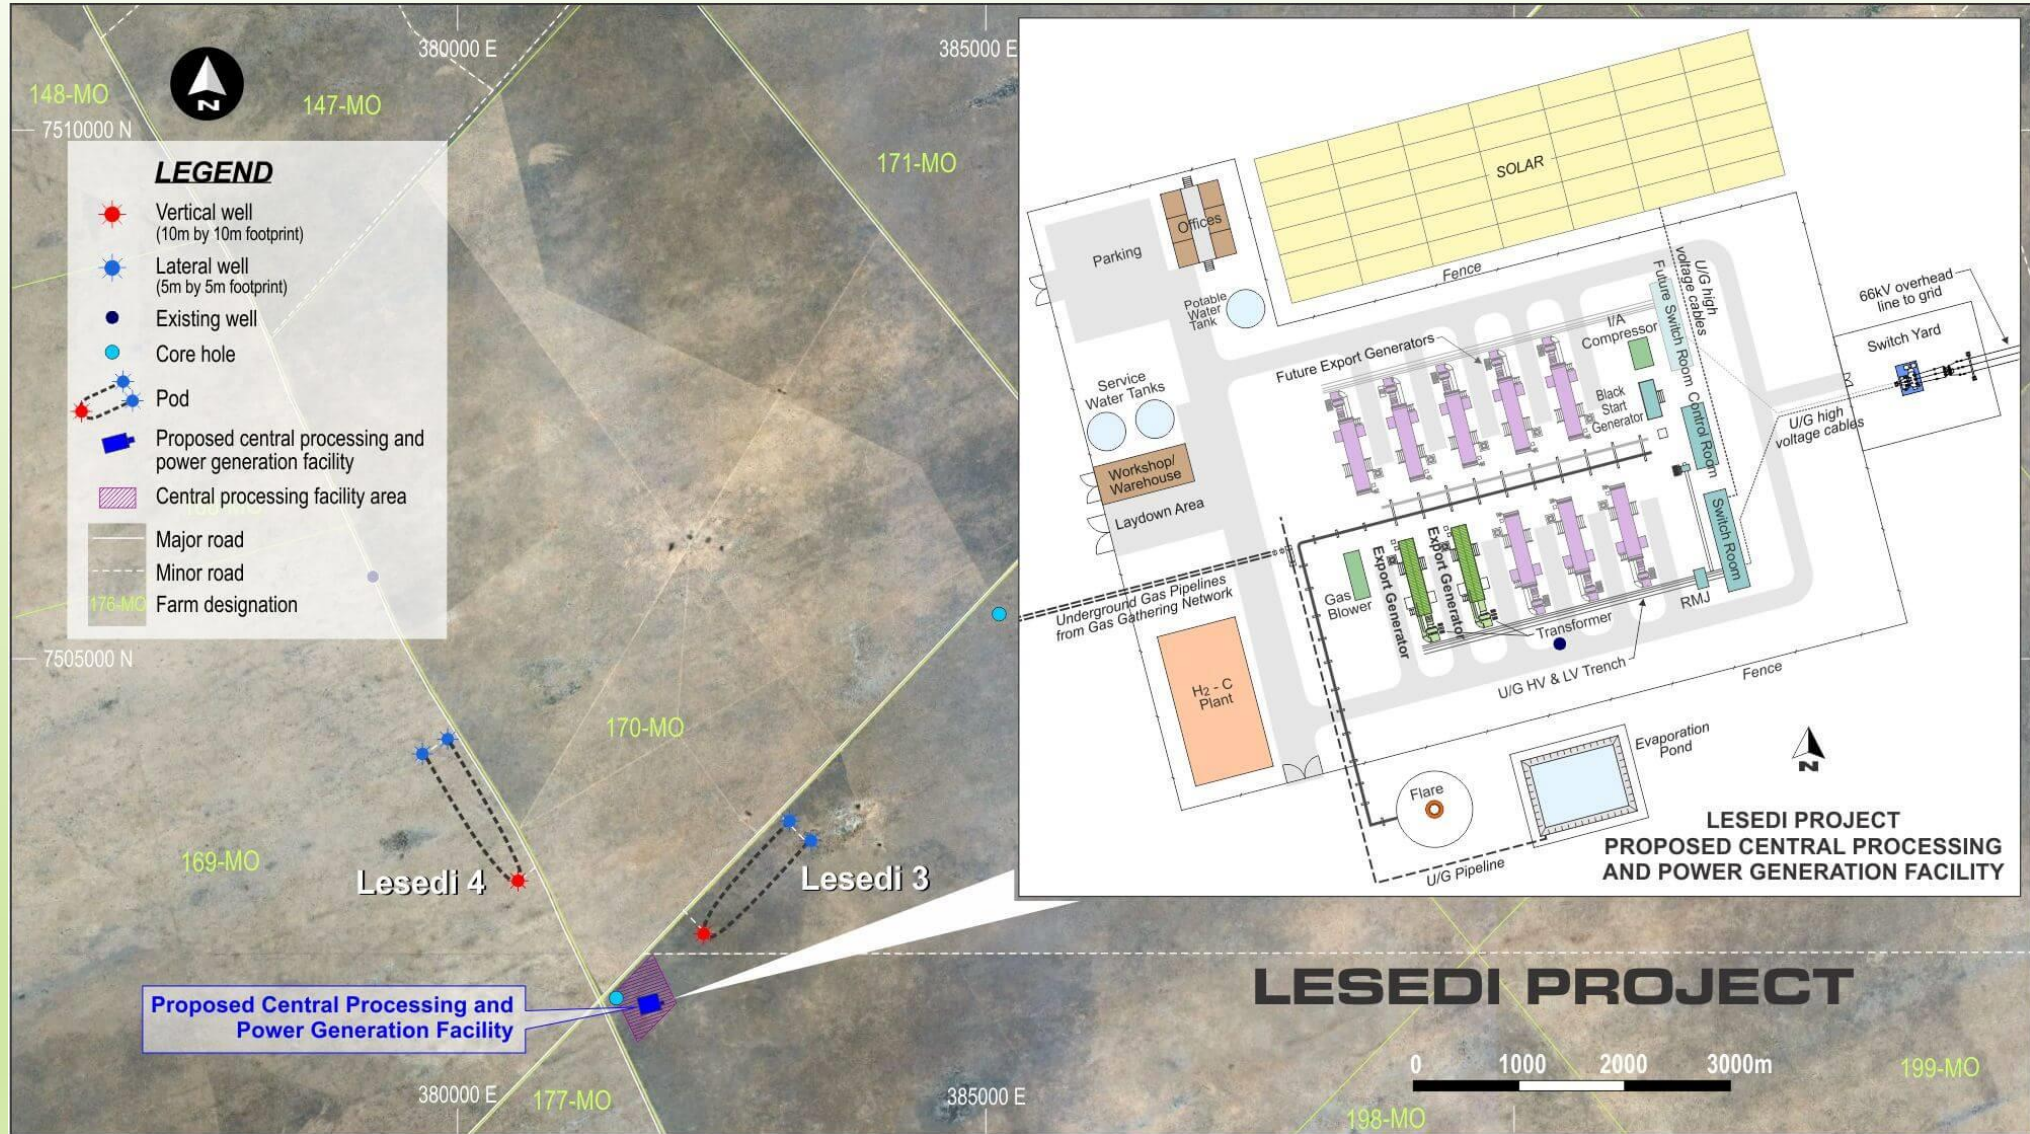 380000 E
385000 E
148-MO
147-MO
7510000 N
171-MO
N
LEGEND
Vertical well
(10m by 10m footprint)
Lateral well
(5m by 5m footprint)
Existing well
Core hole
Pod
Proposed central processing and
power generation facility
Central processing facility area
Major road
Minor road
176-MO
Farm designation
7505000 N
170-MO
169-MO
Lesedi 4
Lesedi 3
Proposed Central Processing and
Power Generation Facility
380000 E
177-MO
385000 E
LESEDI PROJECT
0 1000 2000 3000m
199-MO
198-MO
SOLAR
Offices
Parking
Fence
Potable
Water
Tank
Service
Water Tanks
Workshop/
Warehouse
Laydown Area
Future Export Generators
I/A
Compressor
Future Switch Room
U/G high
voltage cables
66kV overhead
line to grid
Switch Yard
Black
Start
Generator
Control Room
U/G high
voltage cables
Switch Room
Underground Gas Pipelines
from Gas Gathering Network
Gas
Blower
Export Generator
Export Generator
Transformer
RMJ
U/G HV & LV Trench
Fence
H2 - C
Plant
Flare
Evaporation
Pond
U/G Pipeline
N
LESEDI PROJECT
PROPOSED CENTRAL PROCESSING
AND POWER GENERATION FACILITY